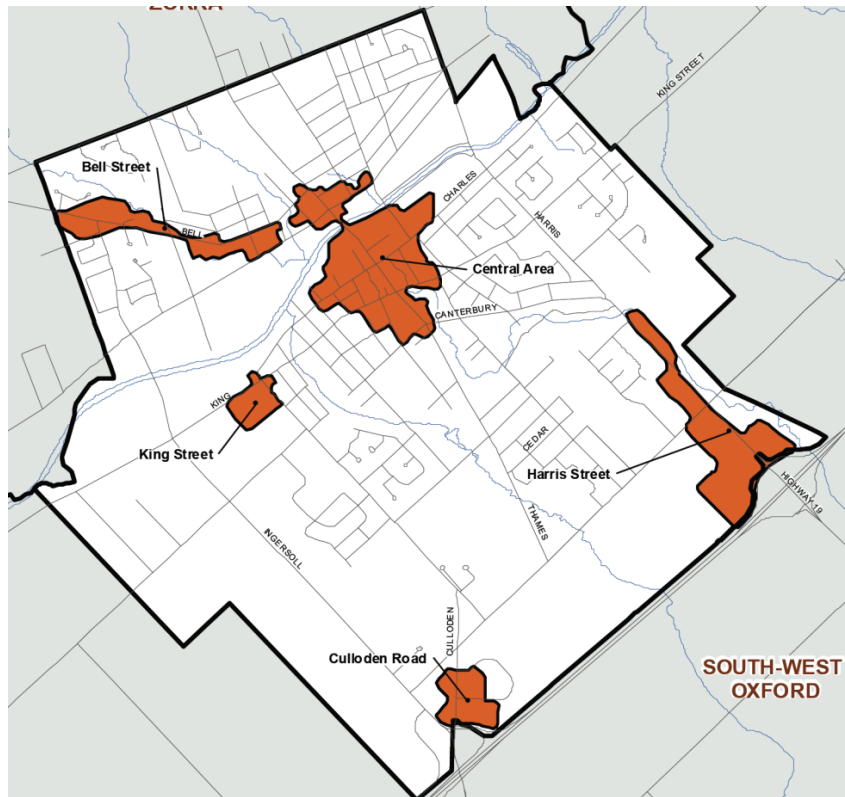 ZORRA
KING STREET
Bell Street
CHARLES
HARRIS
BELL
Central Area
CANTERBURY
KING
King Street
CEDAR
Harris Street
HIGHWAY 19
THAMES
INGERSOLL
CULLODEN
Culloden Road
SOUTH-WEST
OXFORD